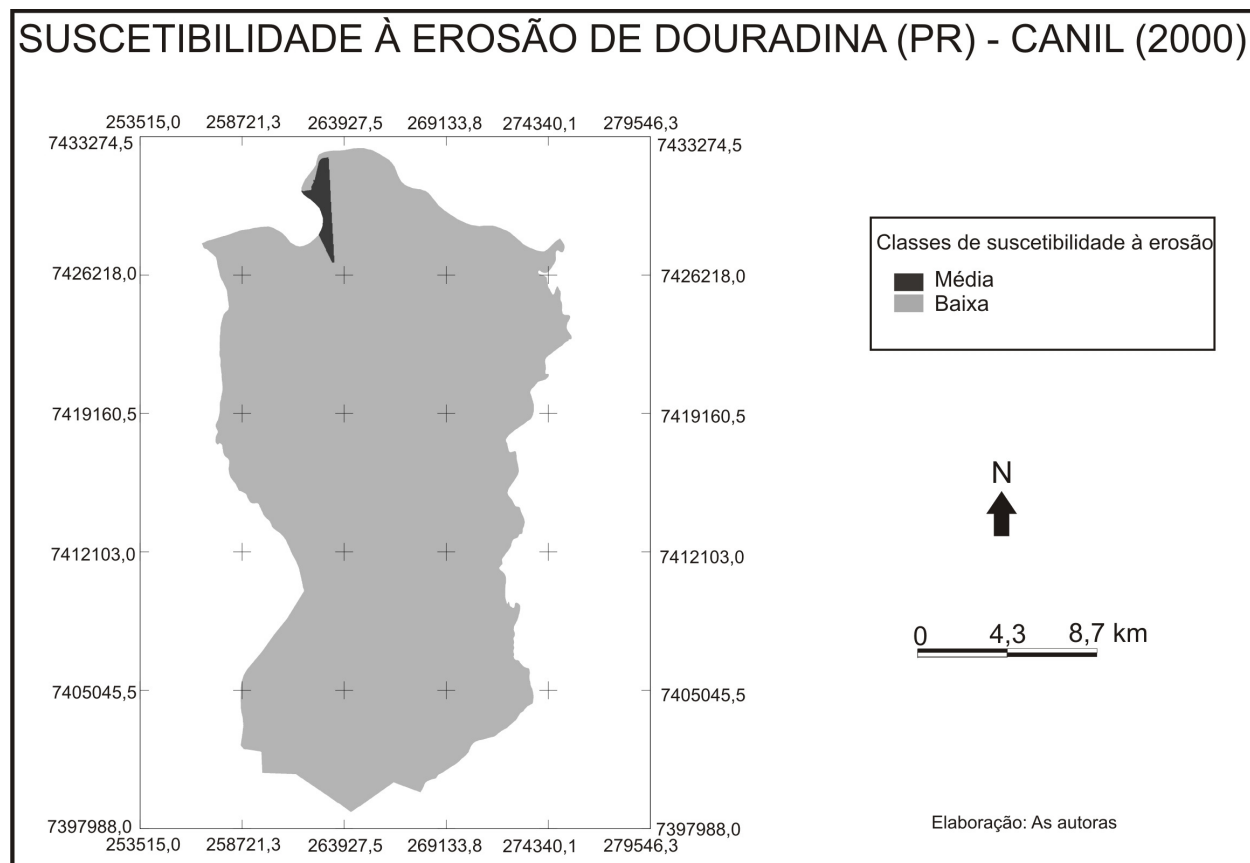 SUSCETIBILIDADE À EROSÃO DE DOURADINA (PR) - CANIL (2000)
253515,0 258721,3 263927,5 269133,8 274340,1 279546,3
7433274,5 7433274,5
Classes de suscetibilidade à erosão
7426218,0 7426218,0
Média
Baixa
7419160,5 7419160,5
N
7412103,0 7412103,0
0 4,3 8,7 km
7405045,5 7405045,5
Elaboração: As autoras
7397988,0 7397988,0
253515,0 258721,3 263927,5 269133,8 274340,1 279546,3